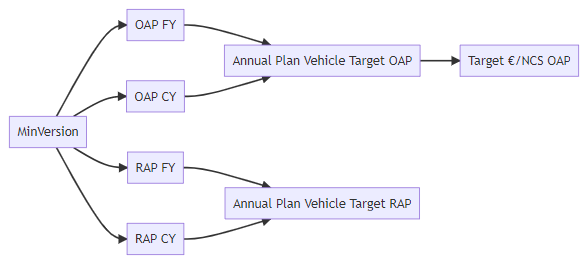 OAP FY
Annual Plan Vehicle Target OAP
Target €/NCS OAP
OAP CY
MinVersion
RAP FY
Annual Plan Vehicle Target RAP
RAP CY